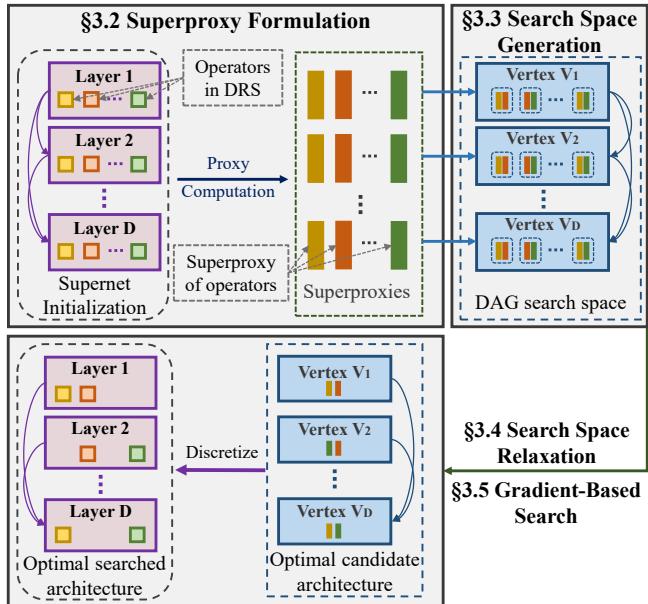 §3.2 Superproxy Formulation
Layer 1
...
Operators
in DRS
Layer 2
...
Proxy
Computation
Layer D
...
Superproxy
of operators
Supernet
Initialization
...
...
...
Superproxies
§3.3 Search Space
Generation
Vertex V1
...
Vertex V2
...
Vertex VD
...
DAG search space
Layer 1
Layer 2
Layer D
Optimal searched
architecture
Discretize
Vertex V1
Vertex V2
Vertex VD
Optimal candidate
architecture
§3.4 Search Space
Relaxation
§3.5 Gradient-Based
Search